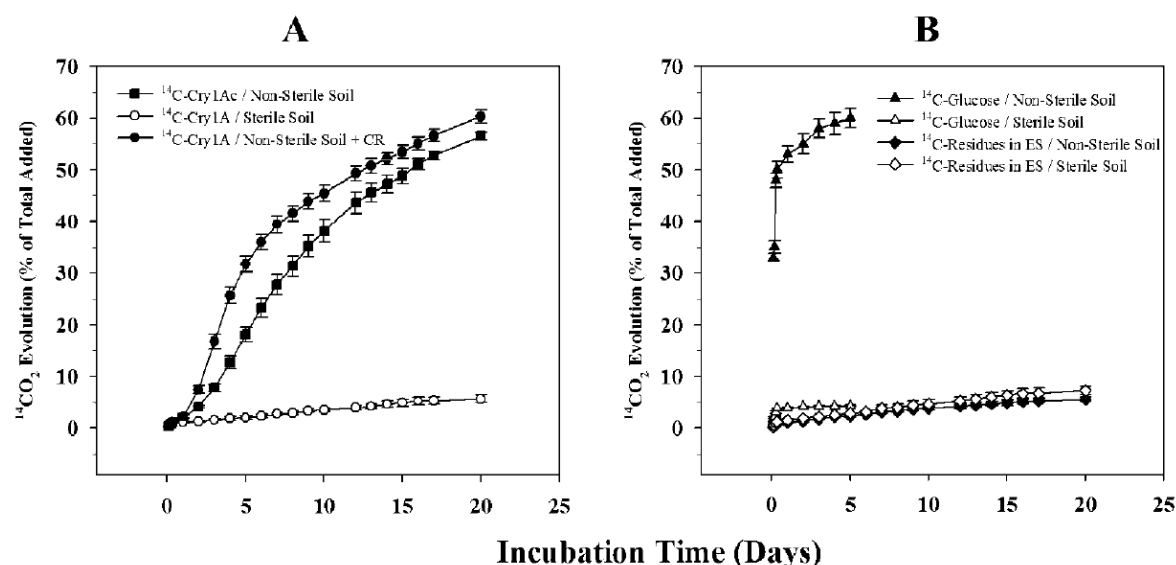 A
B
¹⁴CO₂ Evolution (% of Total Added)
70
60
50
40
30
20
10
0
¹⁴C-Cry1Ac / Non-Sterile Soil
¹⁴C-Cry1A / Sterile Soil
¹⁴C-Cry1A / Non-Sterile Soil + CR
0
5
10
15
20
25
¹⁴CO₂ Evolution (% of Total Added)
70
60
50
40
30
20
10
0
¹⁴C-Glucose / Non-Sterile Soil
¹⁴C-Glucose / Sterile Soil
¹⁴C-Residues in ES / Non-Sterile Soil
¹⁴C-Residues in ES / Sterile Soil
0
5
10
15
20
25
Incubation Time (Days)